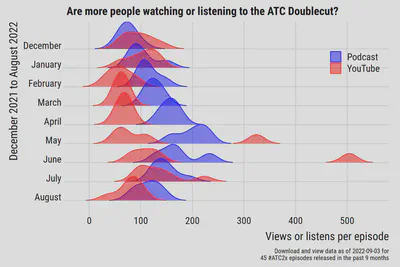 Are more people watching or listening to the ATC Doublecut?
December 2021 to August 2022
December
January
February
March
April
May
June
July
August
Podcast
YouTube
0
100
200
300
400
500
Views or listens per episode
Download and view data as of 2022-09-03 for
45 #ATC2x episodes released in the past 9 months